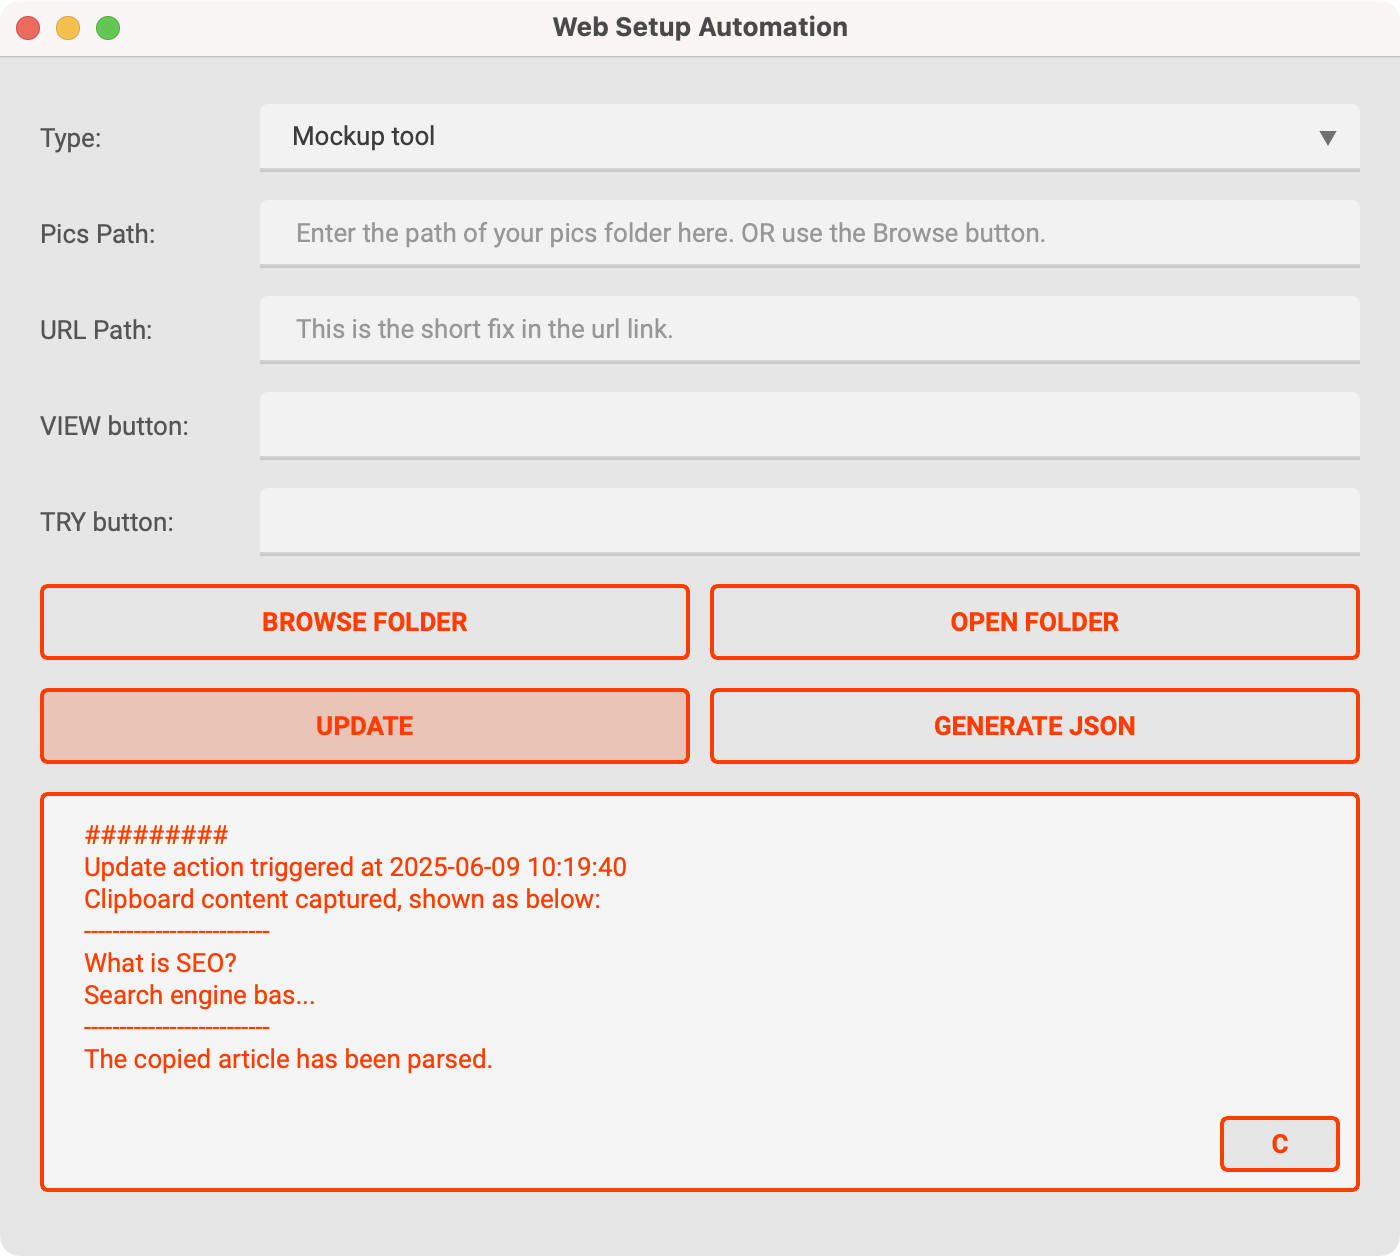 Web Setup Automation
Type:
Mockup tool
Pics Path:
Enter the path of your pics folder here. OR use the Browse button.
URL Path:
This is the short fix in the url link.
VIEW button:
TRY button:
BROWSE FOLDER
OPEN FOLDER
UPDATE
GENERATE JSON
#########
Update action triggered at 2025-06-09 10:19:40
Clipboard content captured, shown as below:
--------------------------
What is SEO?
Search engine bas...
--------------------------
The copied article has been parsed.
C